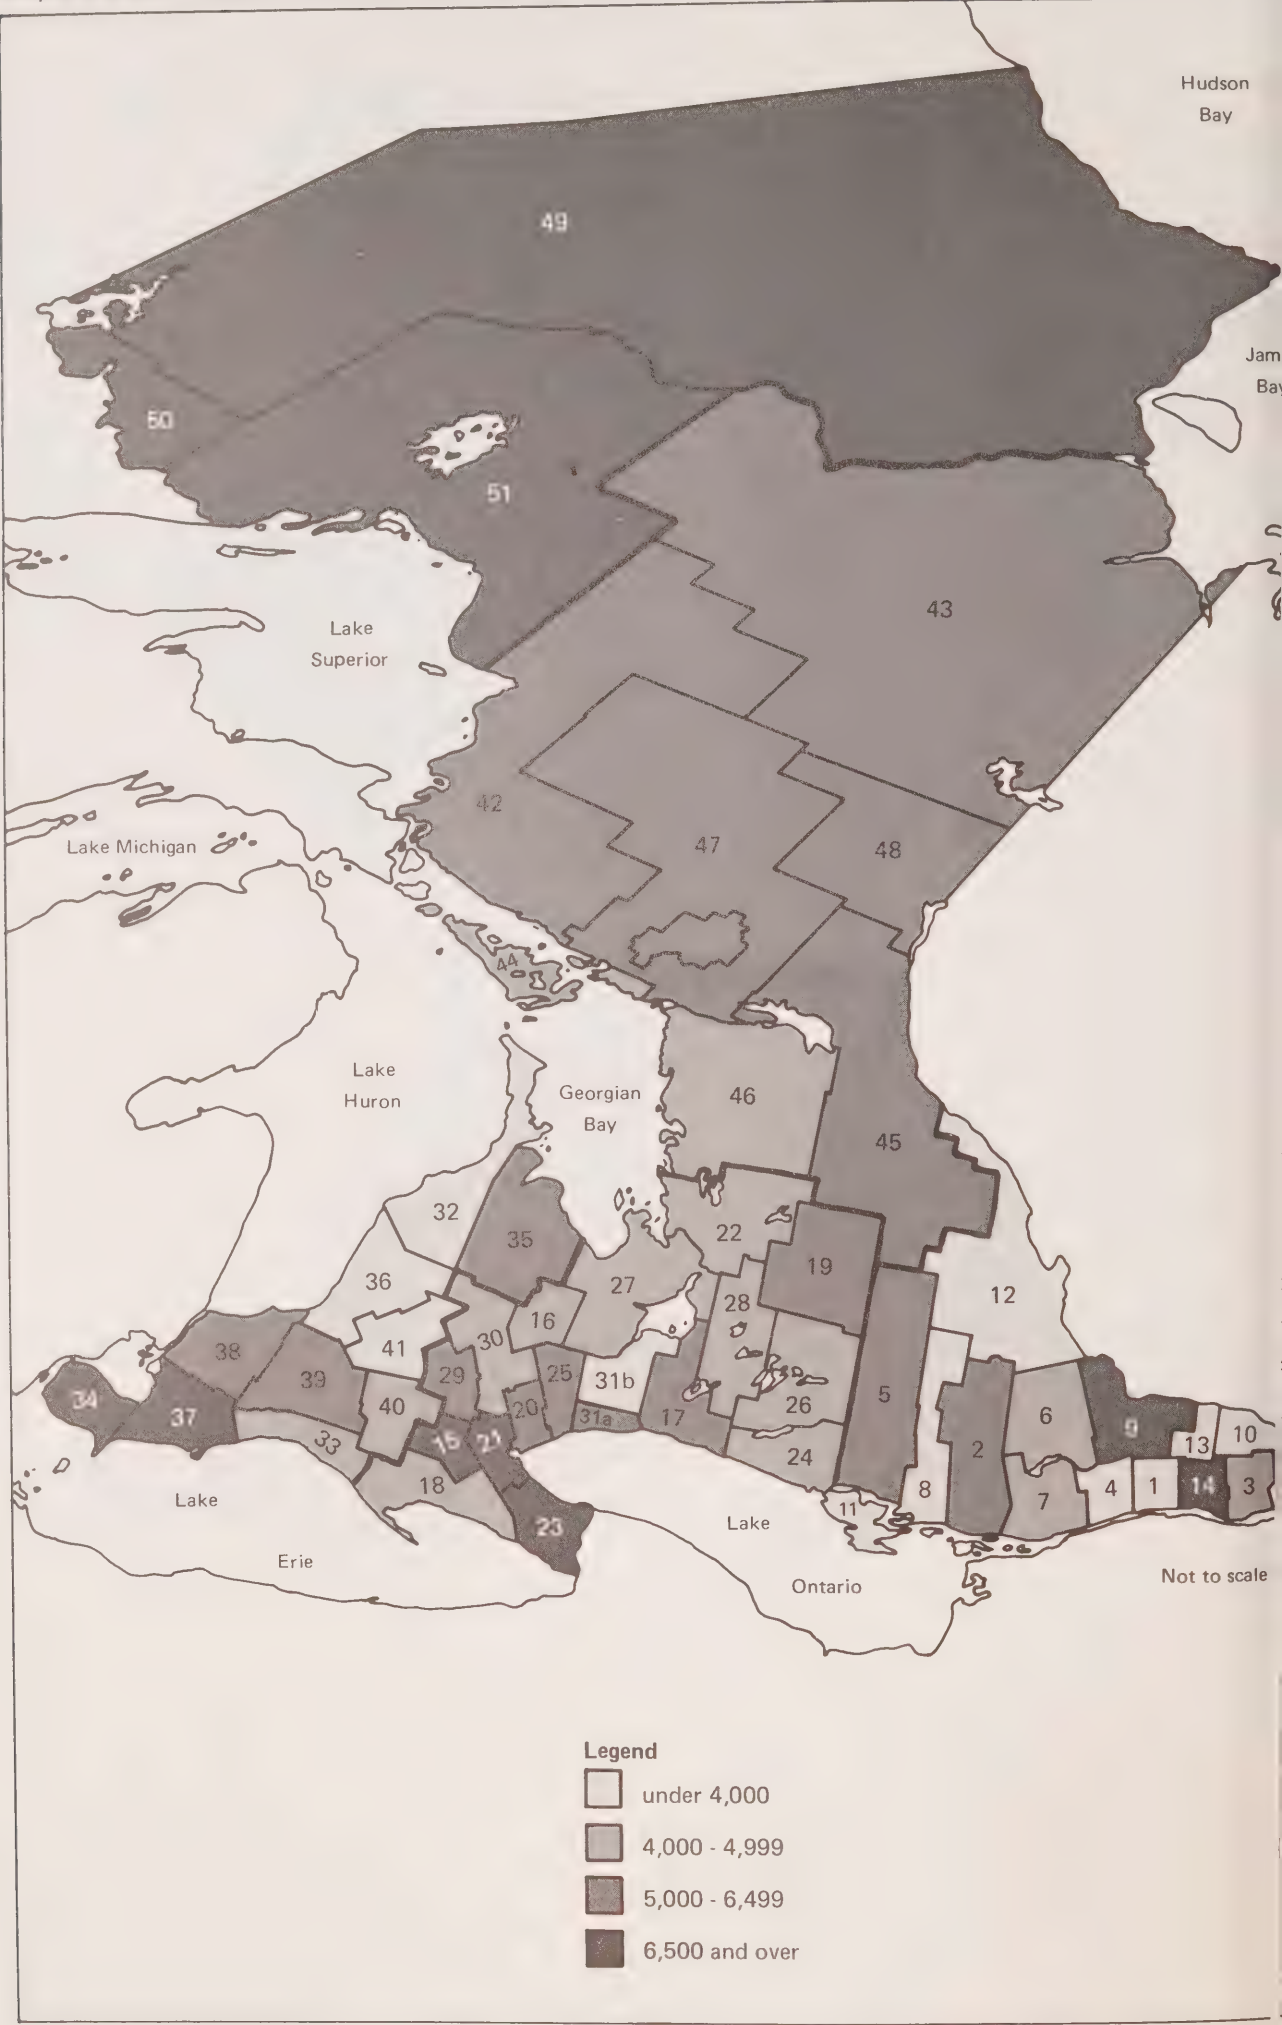 Hudson
Bay
49
Jam
Bay
50
51
43
Lake
Superior
42
47
48
Lake Michigan
44
Lake
Huron
Georgian
Bay
46
45
32
35
22
19
12
36
27
28
16
30
41
38
39
29
25
31b
26
5
34
37
40
20
31a
17
6
9
13
10
33
15
21
24
2
18
8
7
4
1
14
3
11
23
Lake
Erie
Lake
Ontario
Not to scale
Legend
under 4,000
4,000 - 4,999
5,000 - 6,499
6,500 and over